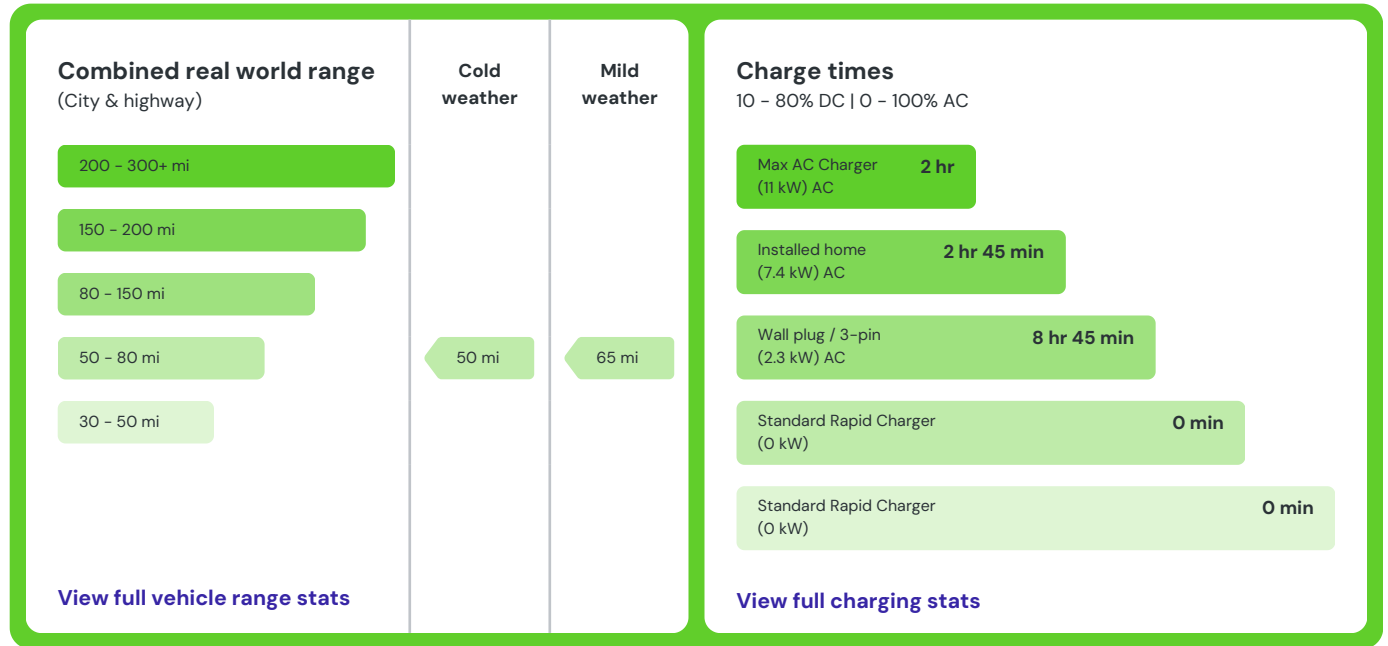 Combined real world range
(City & highway)
Cold
weather
Mild
weather
200 - 300+ mi
150 - 200 mi
80 - 150 mi
50 - 80 mi
50 mi
65 mi
30 - 50 mi
View full vehicle range stats
Charge times
10 - 80% DC | 0 - 100% AC
Max AC Charger
(11 kW) AC
2 hr
Installed home
(7.4 kW) AC
2 hr 45 min
Wall plug / 3-pin
(2.3 kW) AC
8 hr 45 min
Standard Rapid Charger
(0 kW)
0 min
Standard Rapid Charger
(0 kW)
0 min
View full charging stats